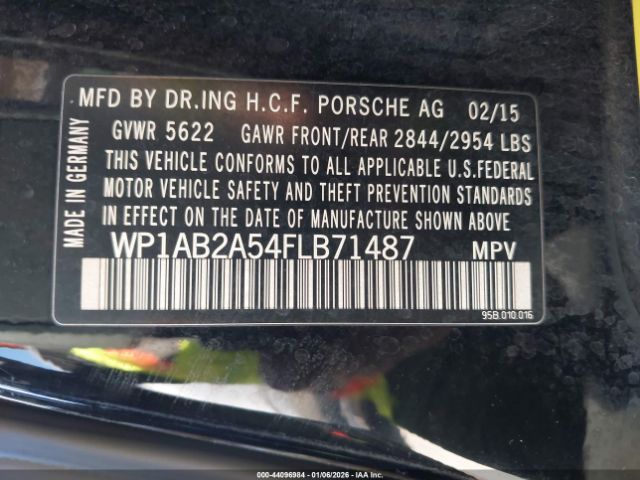 MFD BY DR.ING H.C.F. PORSCHE AG 02/15
GVWR 5622 GAWR FRONT/REAR 2844/2954 LBS
THIS VEHICLE CONFORMS TO ALL APPLICABLE U.S.FEDERAL
MOTOR VEHICLE SAFETY AND THEFT PREVENTION STANDARDS
IN EFFECT ON THE DATE OF MANUFACTURE SHOWN ABOVE
WP1AB2A54FLB71487 MPV
95B.010.016
MADE IN GERMANY
000-44096984 | 01/06/2026 - IAA Inc.